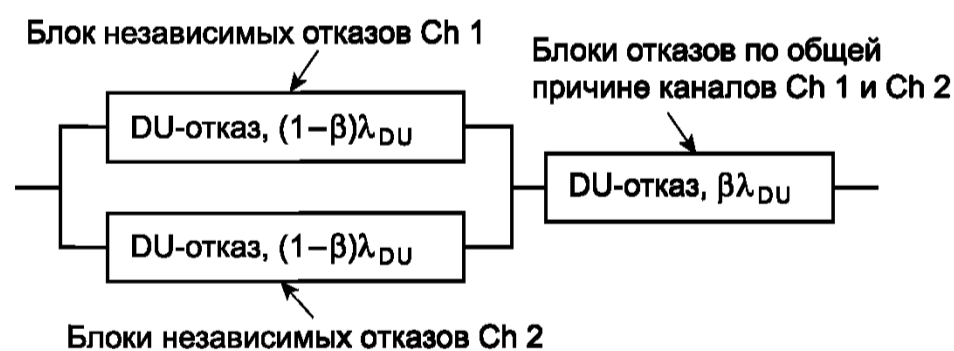 Блок независимых отказов Ch 1
Блоки отказов по общей
причине каналов Ch 1 и Ch 2
DU-отказ, (1−β)λDU
DU-отказ, βλDU
DU-отказ, (1−β)λDU
Блоки независимых отказов Ch 2